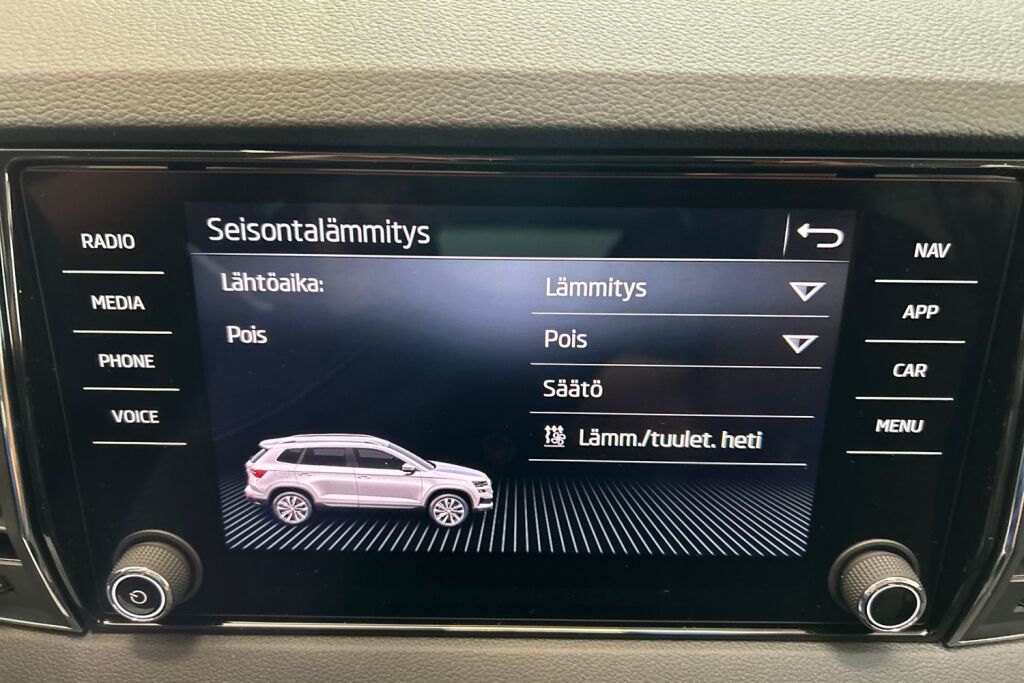 Seisontalämmitys
Lähtöaika:
Pois
Lämmitys
Pois
Säätö
Lämm./tuulet. heti
RADIO
MEDIA
PHONE
VOICE
NAV
APP
CAR
MENU